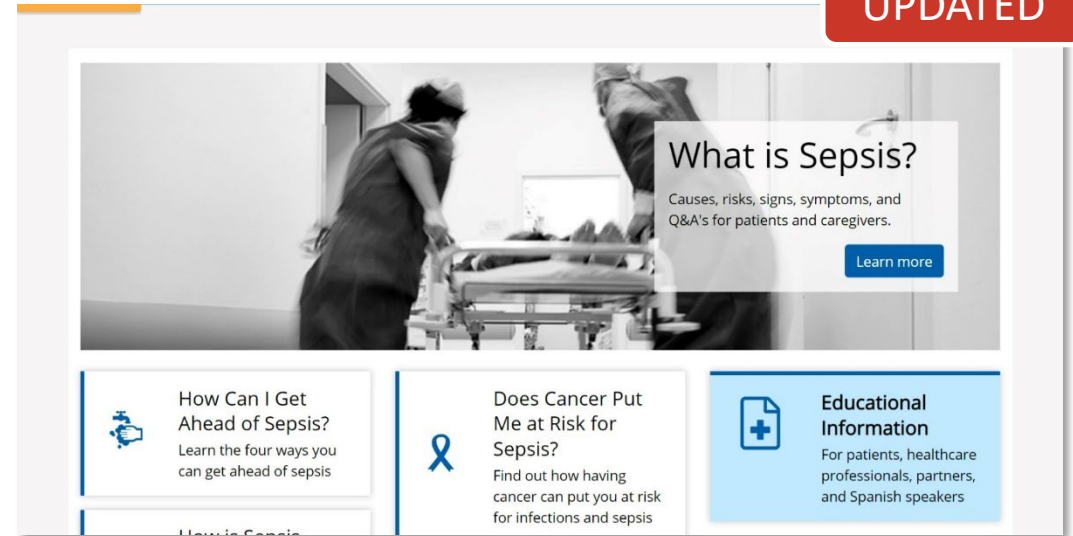 UPDATED
What is Sepsis?
Causes, risks, signs, symptoms, and
Q&A's for patients and caregivers.
Learn more
How Can I Get
Ahead of Sepsis?
Learn the four ways you
can get ahead of sepsis
Does Cancer Put
Me at Risk for
Sepsis?
Find out how having
cancer can put you at risk
for infections and sepsis
Educational
Information
For patients, healthcare
professionals, partners,
and Spanish speakers
How is Sepsis